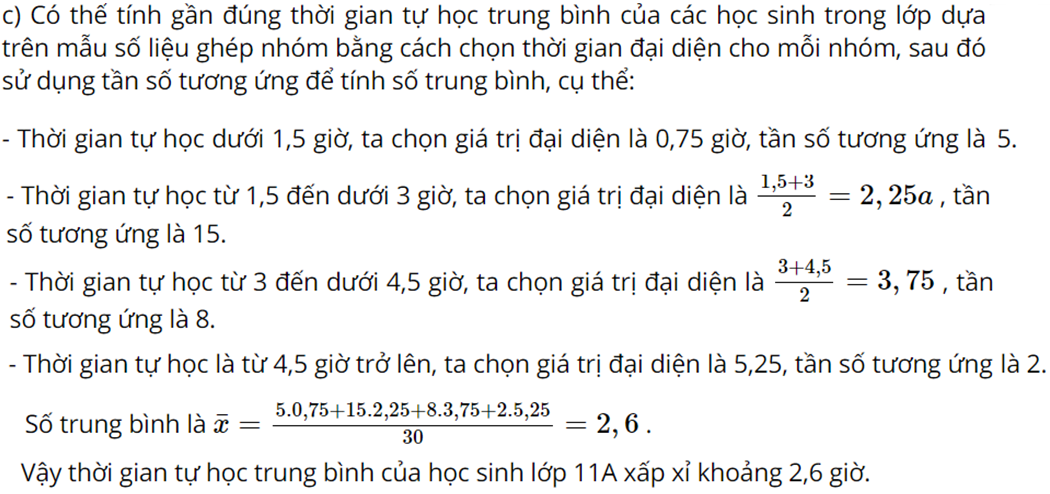 c) Có thể tính gần đúng thời gian tự học trung bình của các học sinh trong lớp dựa
trên mẫu số liệu ghép nhóm bằng cách chọn thời gian đại diện cho mỗi nhóm, sau đó
sử dụng tần số tương ứng để tính số trung bình, cụ thể:
- Thời gian tự học dưới 1,5 giờ, ta chọn giá trị đại diện là 0,75 giờ, tần số tương ứng là 5.
- Thời gian tự học từ 1,5 đến dưới 3 giờ, ta chọn giá trị đại diện là $\frac{1,5+3}{2} = 2,25a$ , tần
số tương ứng là 15.
- Thời gian tự học từ 3 đến dưới 4,5 giờ, ta chọn giá trị đại diện là $\frac{3+4,5}{2} = 3,75$ , tần
số tương ứng là 8.
- Thời gian tự học là từ 4,5 giờ trở lên, ta chọn giá trị đại diện là 5,25, tần số tương ứng là 2.
Số trung bình là $\bar{x} = \frac{5.0,75+15.2,25+8.3,75+2.5,25}{30} = 2,6$ .
Vậy thời gian tự học trung bình của học sinh lớp 11A xấp xỉ khoảng 2,6 giờ.